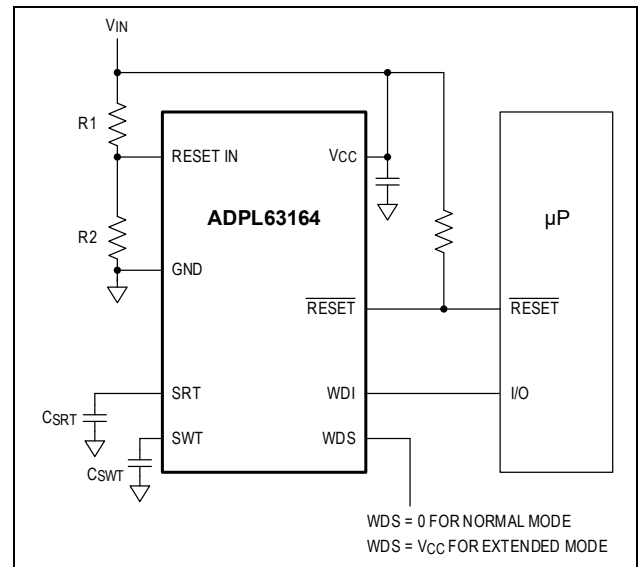 VIN
R1
RESET IN
VCC
ADPL63164
µP
R2
GND
RESET
RESET
SRT
WDI
I/O
CSRT
SWT
WDS
CSWT
WDS = 0 FOR NORMAL MODE
WDS = VCC FOR EXTENDED MODE